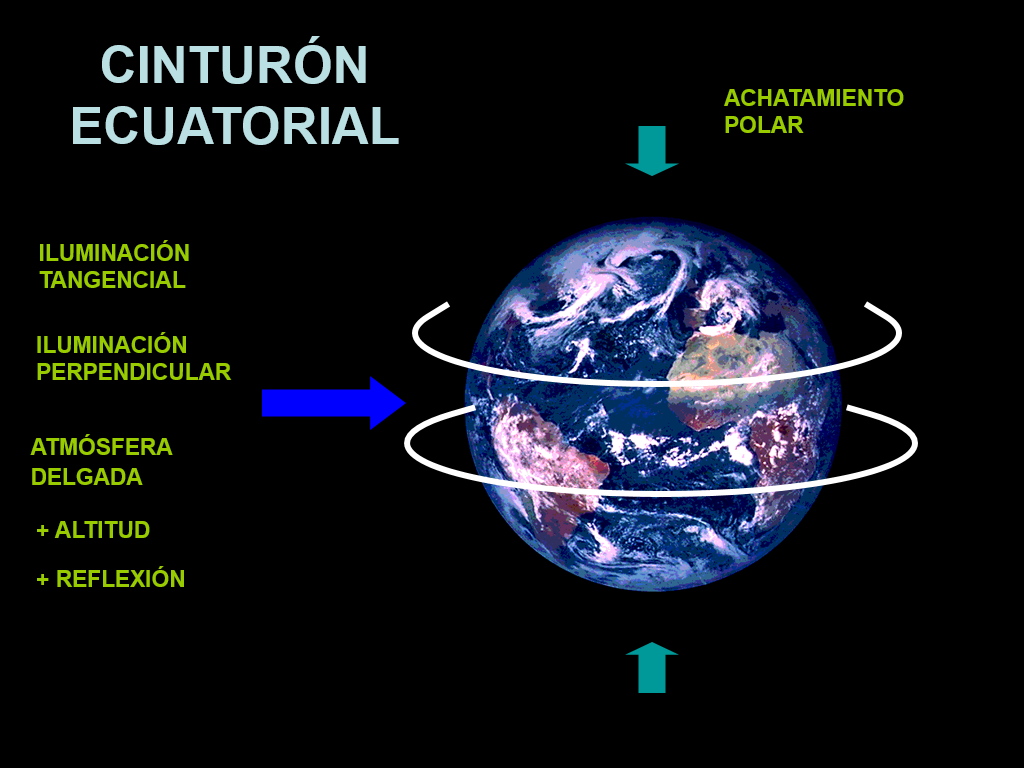 CINTURÓN
ECUATORIAL
ACHATAMIENTO
POLAR
ILUMINACIÓN
TANGENCIAL
ILUMINACIÓN
PERPENDICULAR
ATMÓSFERA
DELGADA
+ ALTITUD
+ REFLEXIÓN